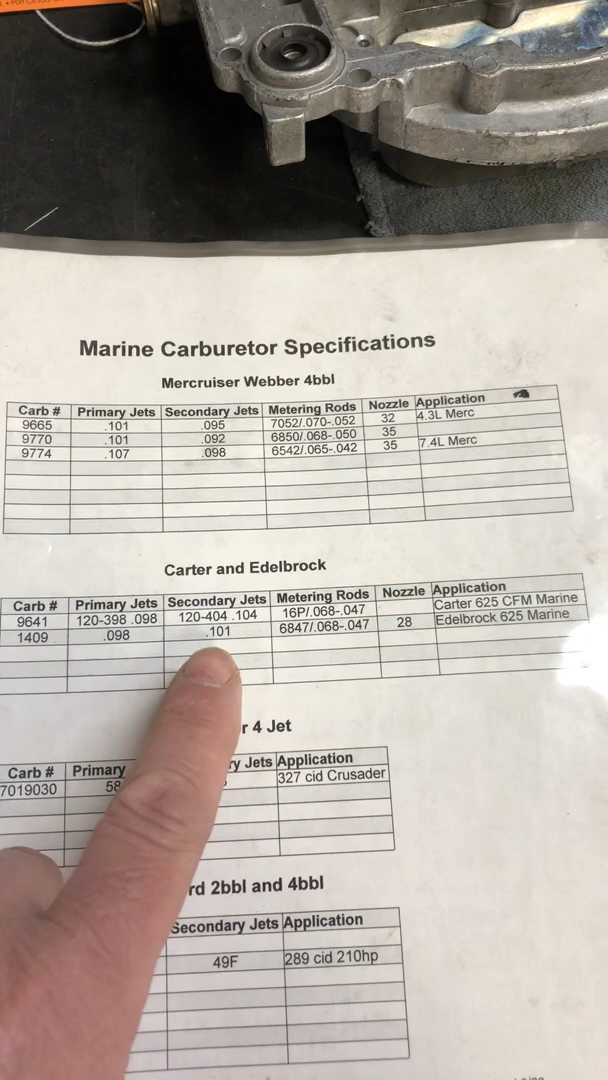 Marine Carburetor Specifications
Mercruiser Webber 4bbl
Carb # Primary Jets Secondary Jets Metering Rods Nozzle Application
9665 .101 .095 7052/.070-.052 32 4.3L Merc
9770 .101 .092 6850/.068-.050 35
9774 .107 .098 6542/.065-.042 35 7.4L Merc
Carter and Edelbrock
Carb # Primary Jets Secondary Jets Metering Rods Nozzle Application
9641 120-398 .098 120-404 .104 16P/.068-.047 Carter 625 CFM Marine
1409 .098 .101 6847/.068-.047 28 Edelbrock 625 Marine
r 4 Jet
Carb # Primary ry Jets Application
7019030 58 327 cid Crusader
rd 2bbl and 4bbl
Secondary Jets Application
49F 289 cid 210hp